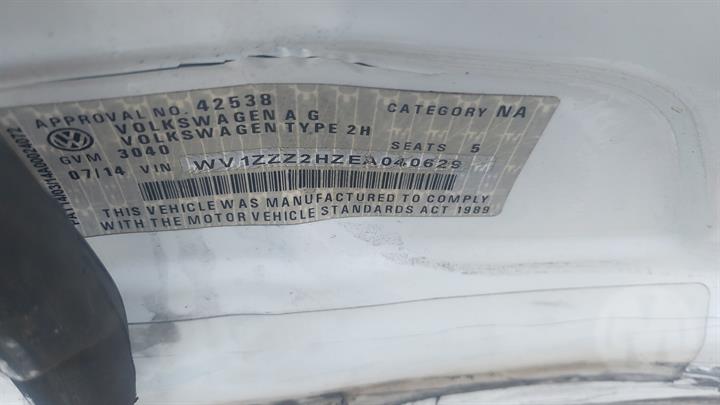 APPROVAL NO. 42538 CATEGORY NA
VOLKSWAGEN AG
VOLKSWAGEN TYPE 2H
GVM 3040 SEATS 5
07/14 VIN WV1ZZZ2HZEA040629
THIS VEHICLE WAS MANUFACTURED TO COMPLY
WITH THE MOTOR VEHICLE STANDARDS ACT 1989